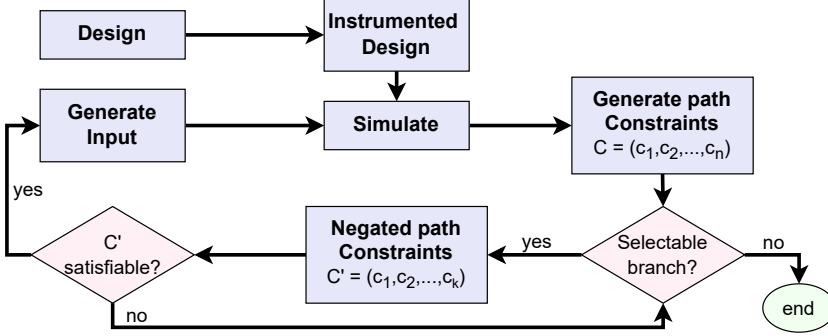 Design
Instrumented
Design
Generate
Input
Simulate
Generate path
Constraints
C = (c₁,c₂,...,cₙ)
yes
C'
satisfiable?
Negated path
Constraints
C' = (c₁,c₂,...,cₖ)
yes
Selectable
branch?
no
no
end